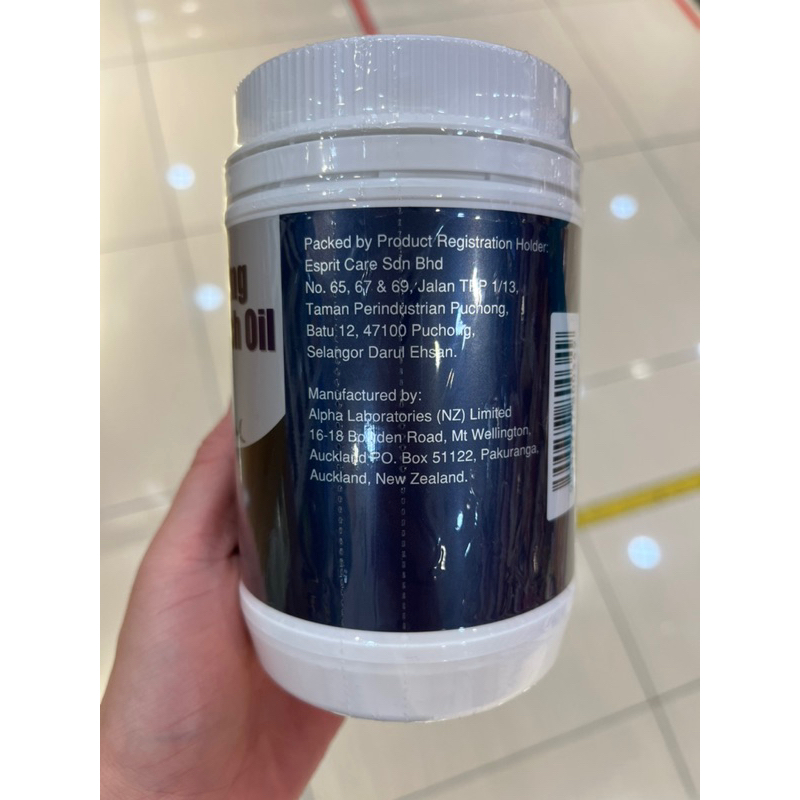 Oil
Packed by Product Registration Holder:
Esprit Care Sdn Bhd
No. 65, 67 & 69, Jalan TPP 1/13,
Taman Perindustrian Puchong,
Batu 12, 47100 Puchong,
Selangor Darul Ehsan.
Manufactured by:
Alpha Laboratories (NZ) Limited
16-18 Bowden Road, Mt Wellington,
Auckland PO. Box 51122, Pakuranga,
Auckland, New Zealand.